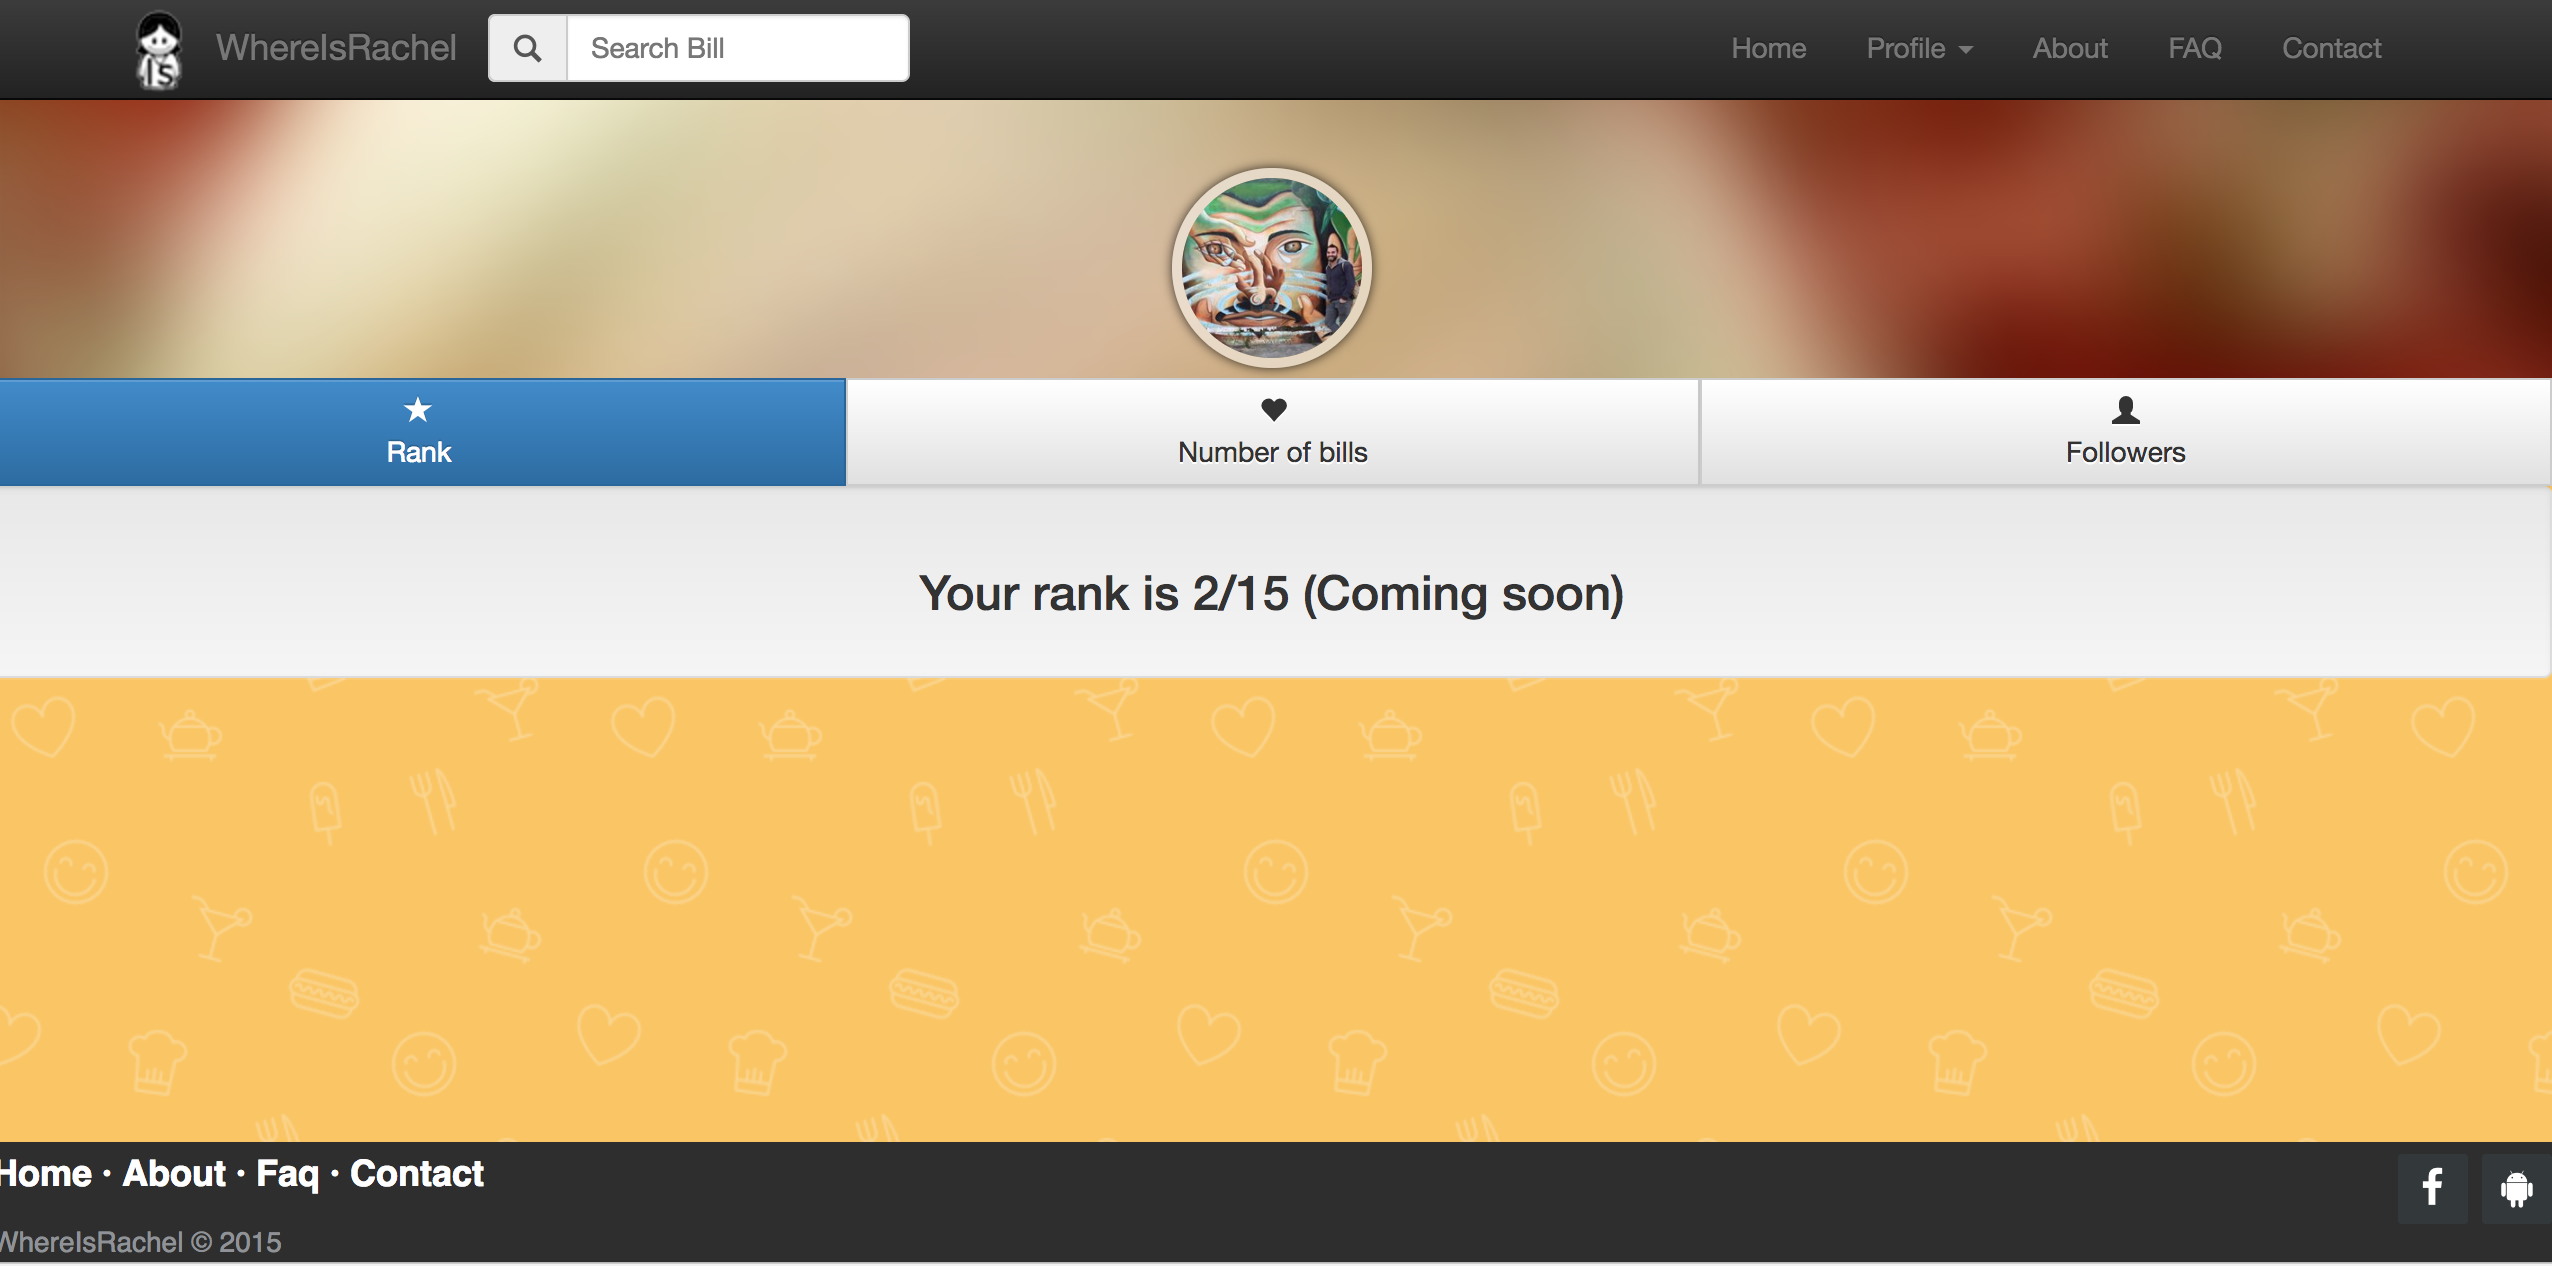 WhereIsRachel
Search Bill
Home
Profile
About
FAQ
Contact
Rank
Number of bills
Followers
Your rank is 2/15 (Coming soon)
Home · About · Faq · Contact
WhereIsRachel © 2015